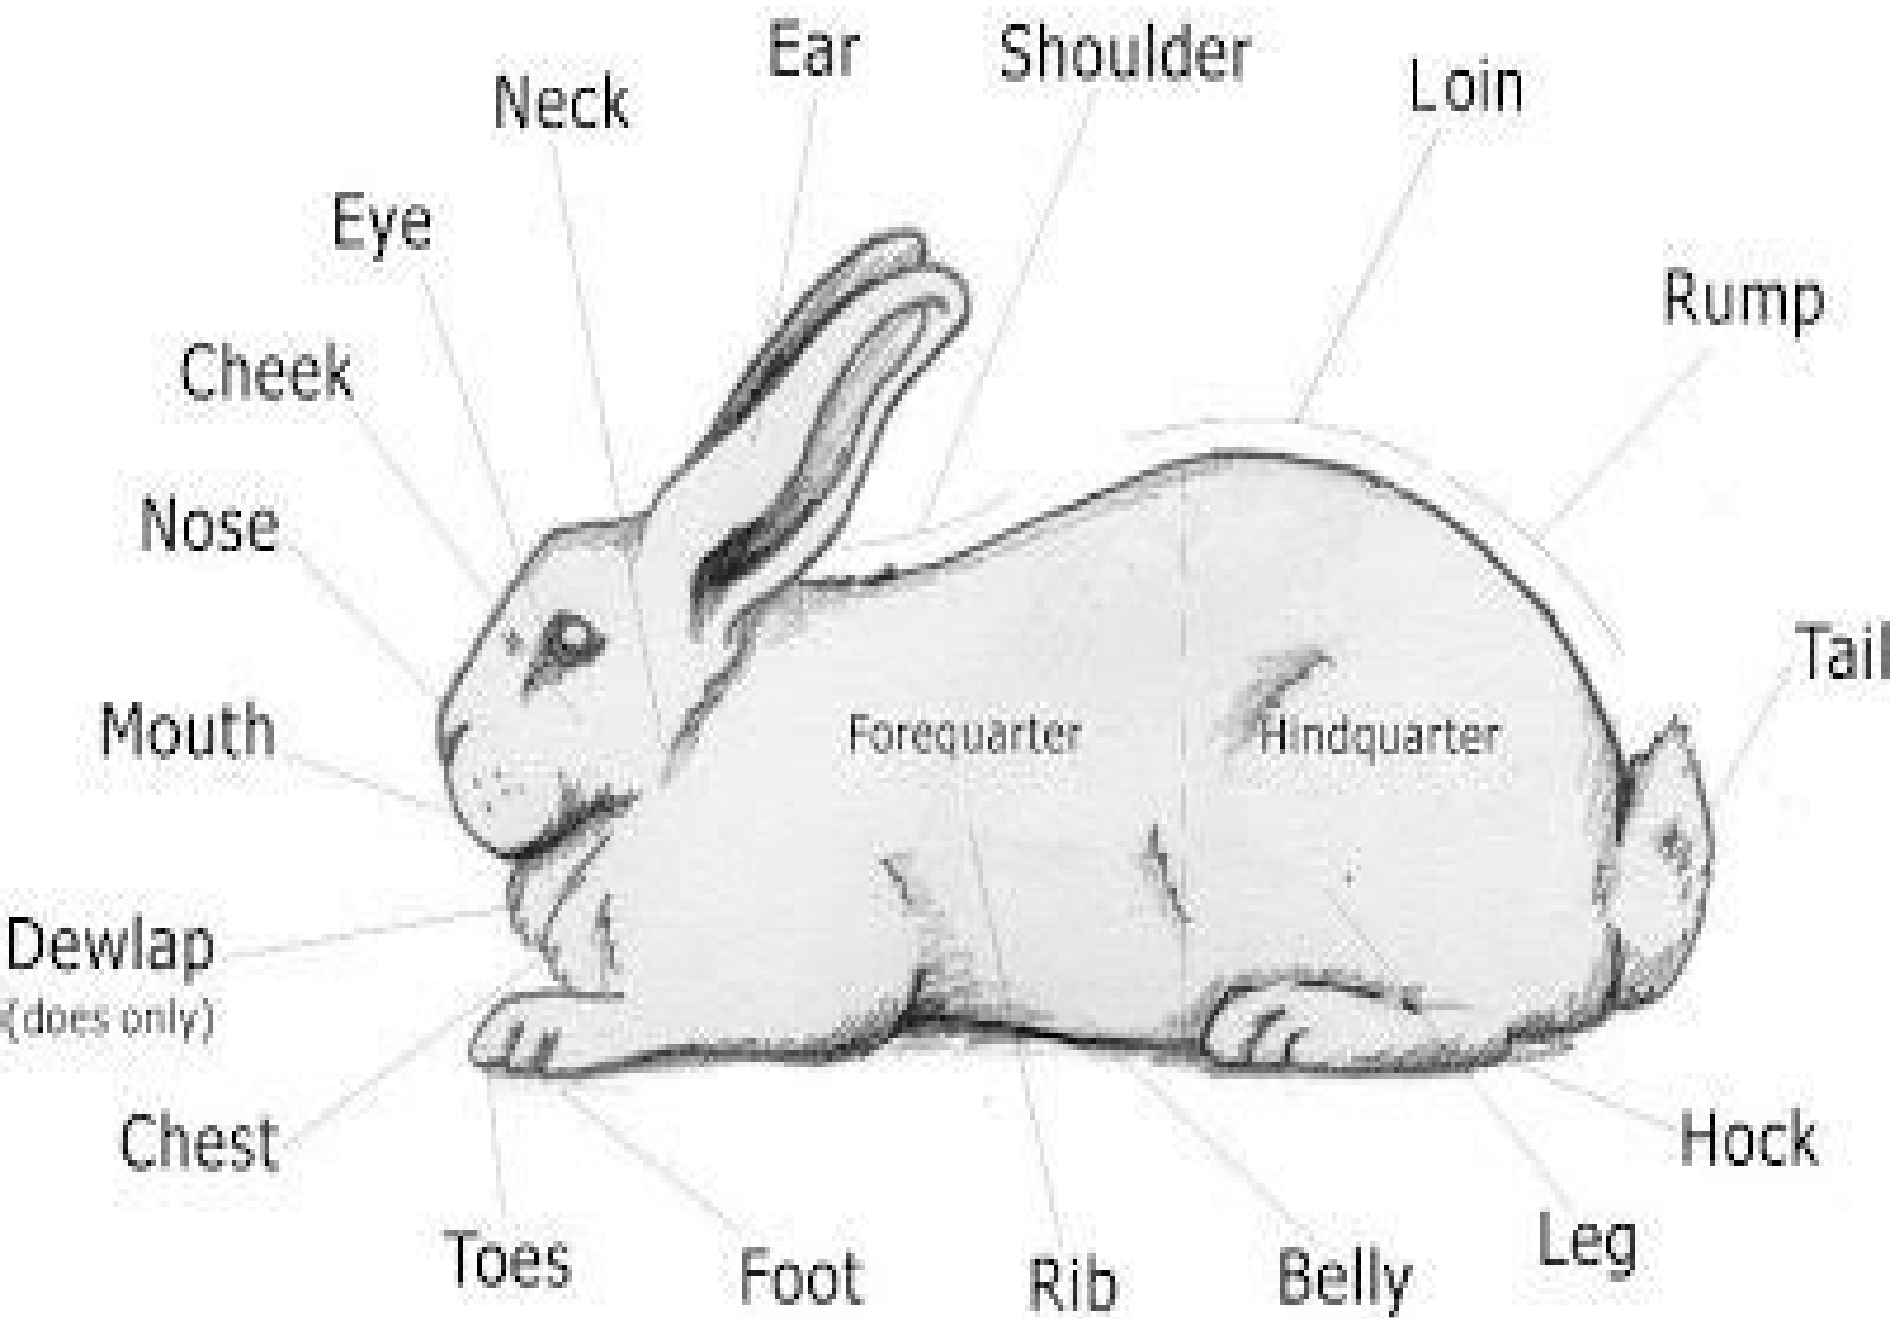 Ear
Shoulder
Neck
Loin
Eye
Rump
Cheek
Nose
Tail
Mouth
Forequarter
Hindquarter
Dewlap
(does only)
Chest
Hock
Toes
Foot
Rib
Belly
Leg